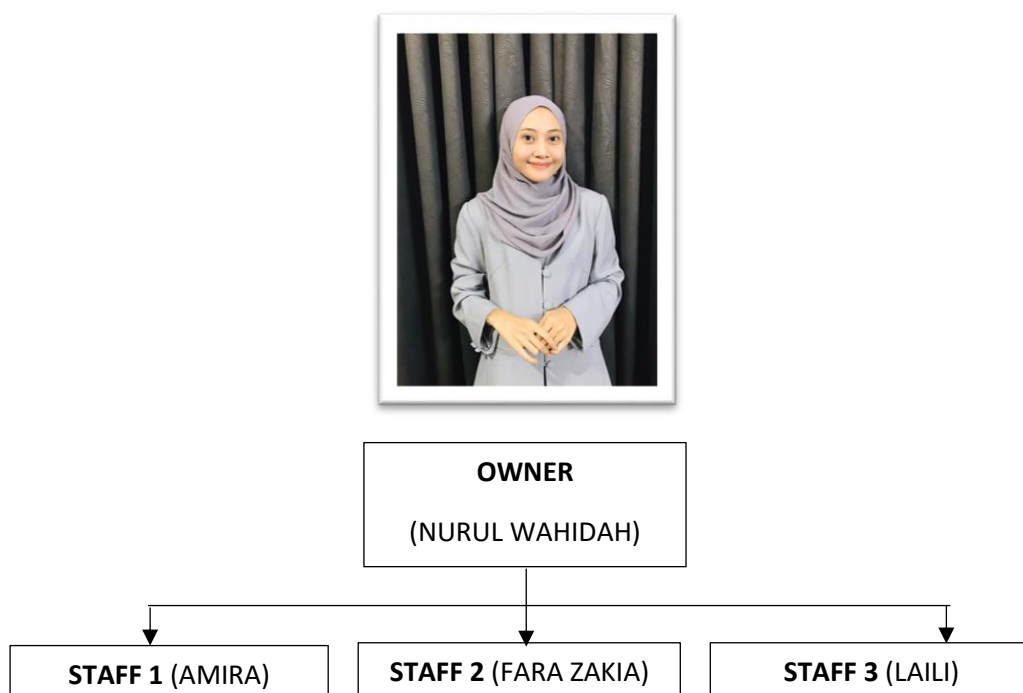 OWNER
(NURUL WAHIDAH)
STAFF 1 (AMIRA)
STAFF 2 (FARA ZAKIA)
STAFF 3 (LAILI)